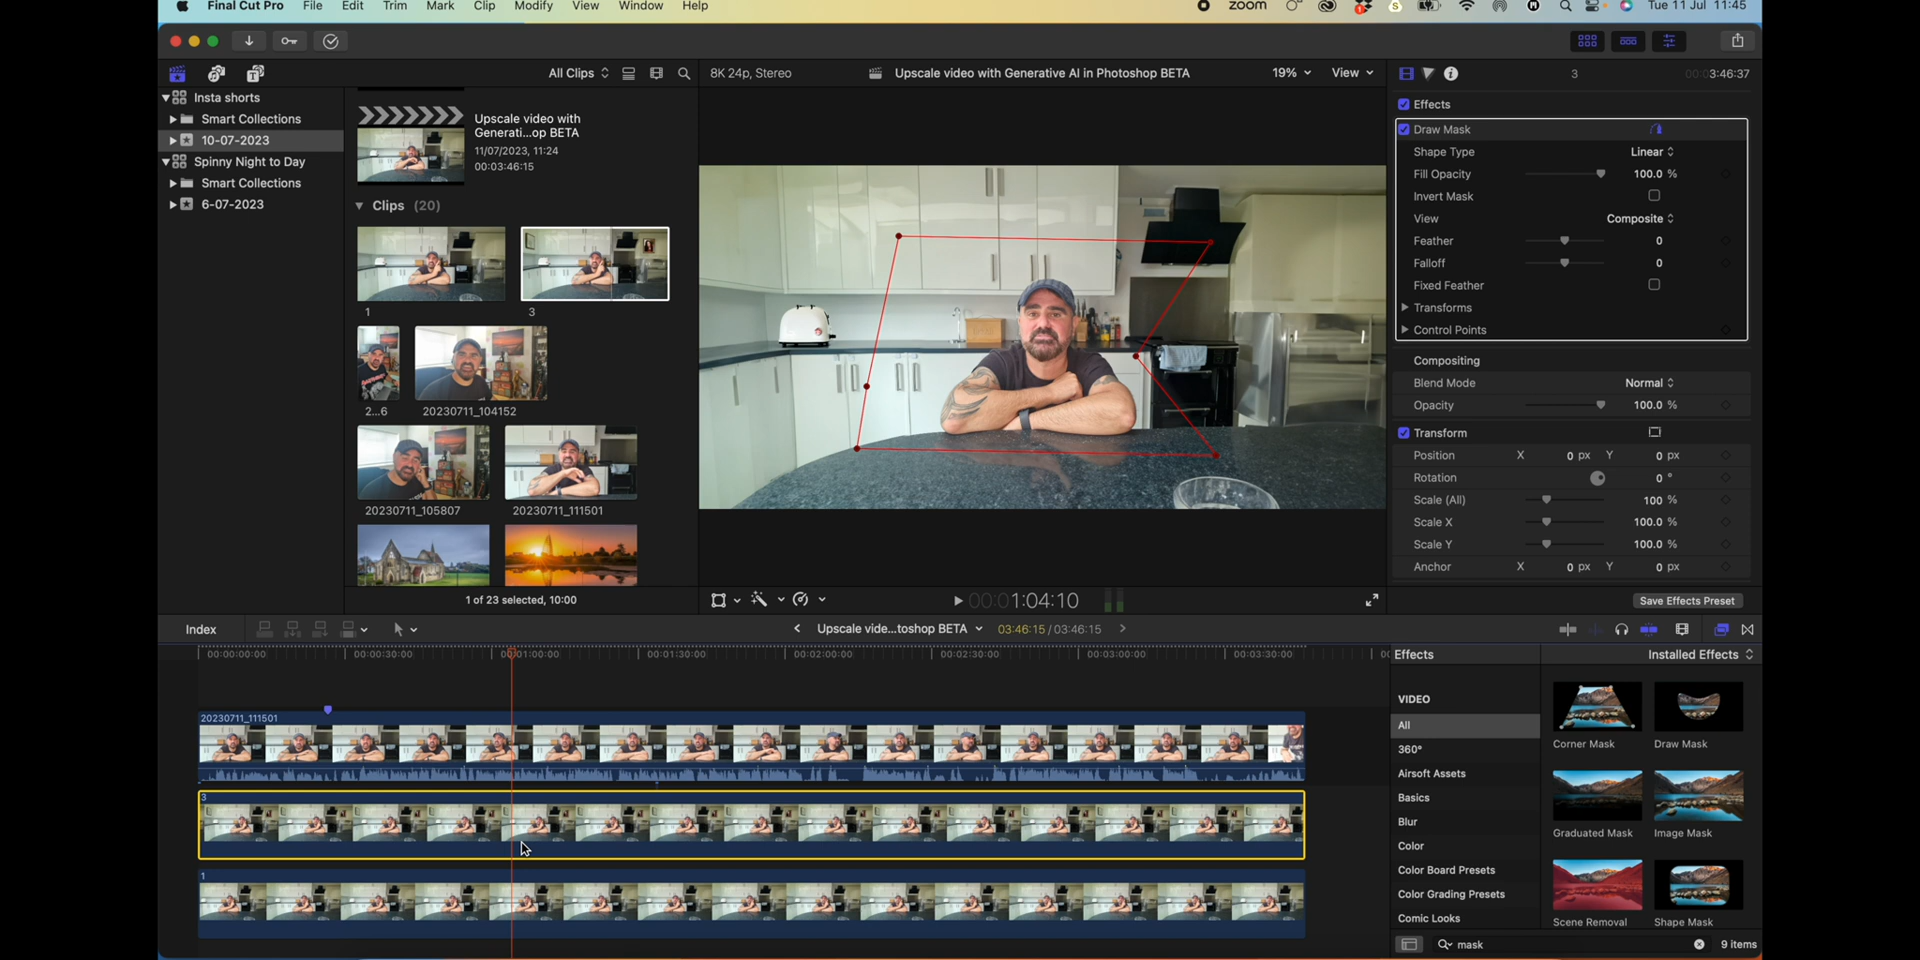 Final Cut Pro File Edit Trim Mark Clip Modify View Window Help zoom Tue 11 Jul 11:45
All Clips 8K 24p, Stereo Upscale video with Generative AI in Photoshop BETA 19% View 3 00:03:46:37
Insta shorts
Smart Collections
10-07-2023
Spinny Night to Day
Smart Collections
6-07-2023
Upscale video with
Generati...op BETA
11/07/2023, 11:24
00:03:46:15
Clips (20)
1 3
2...6 20230711_104152
20230711_105807 20230711_111501
1 of 23 selected, 10:00
00:00:01:04:10
Effects
Draw Mask
Shape Type Linear
Fill Opacity 100.0 %
Invert Mask
View Composite
Feather 0
Falloff 0
Fixed Feather
Transforms
Control Points
Compositing
Blend Mode Normal
Opacity 100.0 %
Transform
Position X 0 px Y 0 px
Rotation 0 °
Scale (All) 100 %
Scale X 100.0 %
Scale Y 100.0 %
Anchor X 0 px Y 0 px
Save Effects Preset
Index Upscale vide...toshop BETA 03:46:15 / 03:46:15
00:00:00:00 00:00:30:00 00:01:00:00 00:01:30:00 00:02:00:00 00:02:30:00 00:03:00:00 00:03:30:00
20230711_111501
3
1
Effects Installed Effects
VIDEO
All
360°
Airsoft Assets
Basics
Blur
Color
Color Board Presets
Color Grading Presets
Comic Looks
Corner Mask Draw Mask
Graduated Mask Image Mask
Scene Removal Shape Mask
mask 9 items